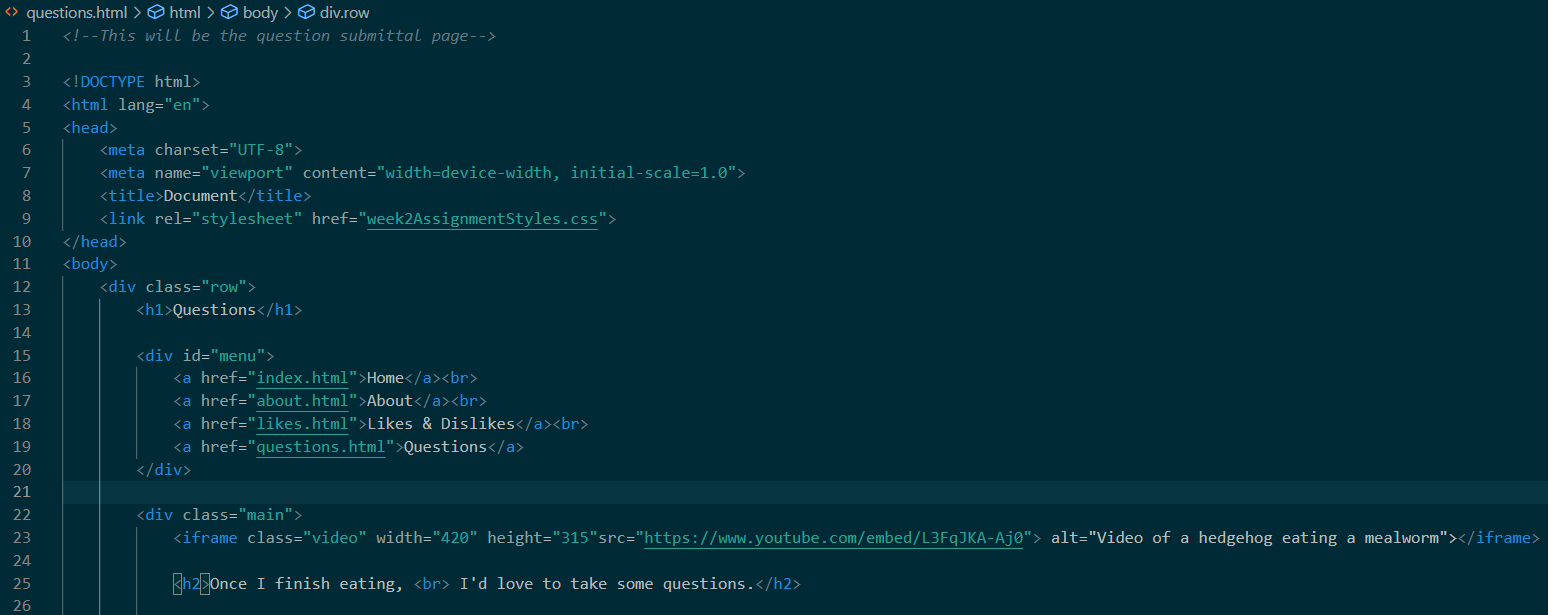 questions.html > html > body > div.row
1 <!--This will be the question submittal page-->
2
3 <!DOCTYPE html>
4 <html lang="en">
5 <head>
6     <meta charset="UTF-8">
7     <meta name="viewport" content="width=device-width, initial-scale=1.0">
8     <title>Document</title>
9     <link rel="stylesheet" href="week2AssignmentStyles.css">
10 </head>
11 <body>
12     <div class="row">
13         <h1>Questions</h1>
14
15         <div id="menu">
16             <a href="index.html">Home</a><br>
17             <a href="about.html">About</a><br>
18             <a href="likes.html">Likes & Dislikes</a><br>
19             <a href="questions.html">Questions</a>
20         </div>
21
22         <div class="main">
23             <iframe class="video" width="420" height="315"src="https://www.youtube.com/embed/L3FqJKA-Aj0"> alt="Video of a hedgehog eating a mealworm"></iframe>
24
25             <h2>Once I finish eating, <br> I'd love to take some questions.</h2>
26